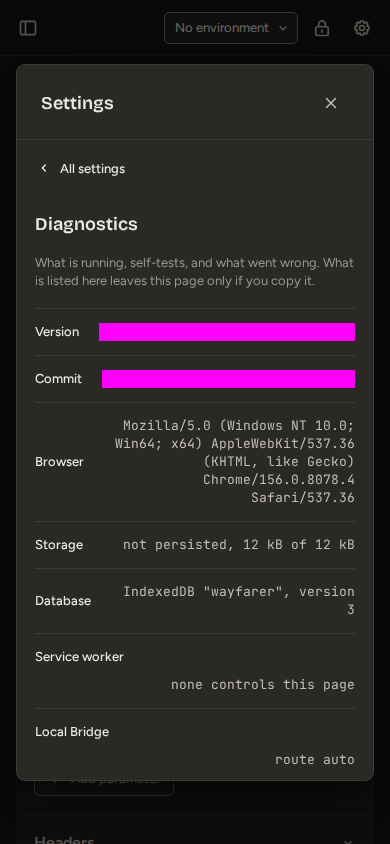 No environment
Settings
All settings
Diagnostics
What is running, self-tests, and what went wrong. What
is listed here leaves this page only if you copy it.
Version
Commit
Browser
Mozilla/5.0 (Windows NT 10.0;
Win64; x64) AppleWebKit/537.36
(KHTML, like Gecko)
Chrome/156.0.8078.4
Safari/537.36
Storage
not persisted, 12 kB of 12 kB
Database
IndexedDB "wayfarer", version
3
Service worker
none controls this page
Local Bridge
route auto
Add parameter
Headers